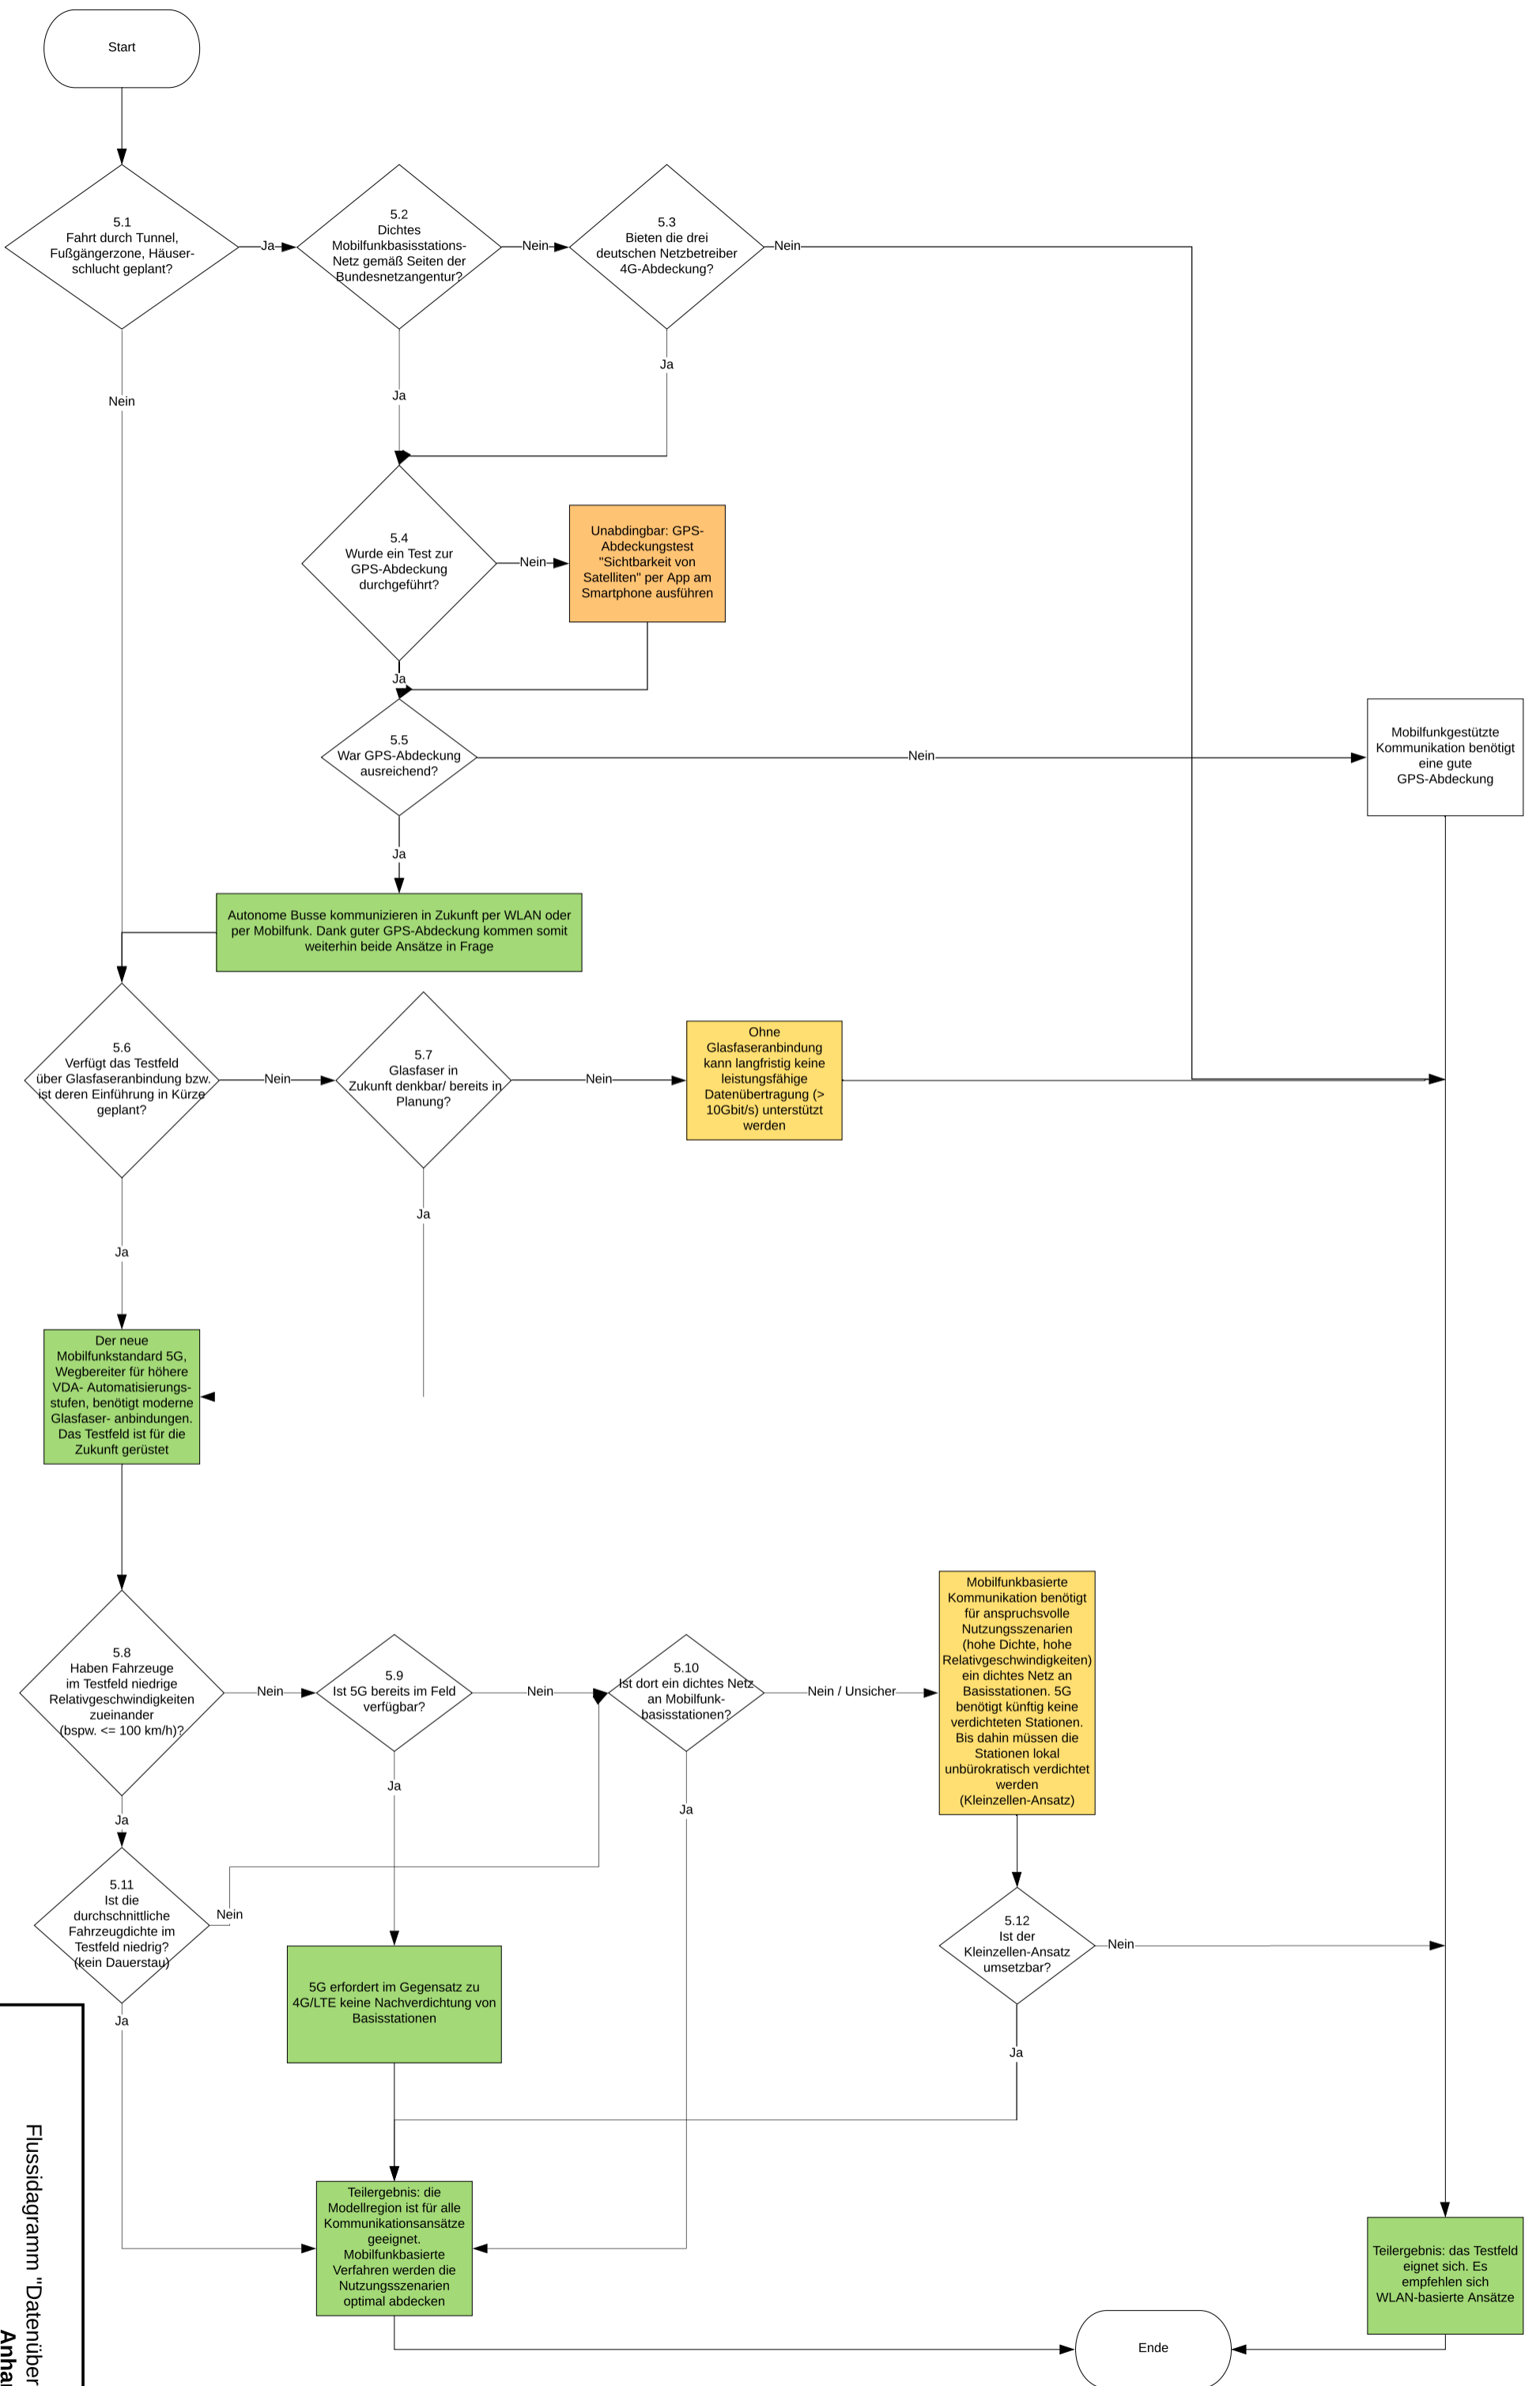 Start
5.1
Fahrt durch Tunnel,
Fußgängerzone, Häuser-
schlucht geplant?
Ja
5.2
Dichtes
Mobilfunkbasisstations-
Netz gemäß Seiten der
Bundesnetzangentur?
Nein
5.3
Bieten die drei
deutschen Netzbetreiber
4G-Abdeckung?
Nein
Nein
Ja
Ja
5.4
Wurde ein Test zur
GPS-Abdeckung
durchgeführt?
Nein
Unabdingbar: GPS-
Abdeckungstest
"Sichtbarkeit von
Satelliten" per App am
Smartphone ausführen
Ja
5.5
War GPS-Abdeckung
ausreichend?
Nein
Mobilfunkgestützte
Kommunikation benötigt
eine gute
GPS-Abdeckung
Ja
Autonome Busse kommunizieren in Zukunft per WLAN oder
per Mobilfunk. Dank guter GPS-Abdeckung kommen somit
weiterhin beide Ansätze in Frage
5.6
Verfügt das Testfeld
über Glasfaseranbindung bzw.
ist deren Einführung in Kürze
geplant?
Nein
5.7
Glasfaser in
Zukunft denkbar/ bereits in
Planung?
Nein
Ohne
Glasfaseranbindung
kann langfristig keine
leistungsfähige
Datenübertragung (>
10Gbit/s) unterstützt
werden
Ja
Ja
Der neue
Mobilfunkstandard 5G,
Wegbereiter für höhere
VDA- Automatisierungs-
stufen, benötigt moderne
Glasfaser- anbindungen.
Das Testfeld ist für die
Zukunft gerüstet
5.8
Haben Fahrzeuge
im Testfeld niedrige
Relativgeschwindigkeiten
zueinander
(bspw. <= 100 km/h)?
Nein
5.9
Ist 5G bereits im Feld
verfügbar?
Nein
5.10
Ist dort ein dichtes Netz
an Mobilfunk-
basisstationen?
Nein / Unsicher
Mobilfunkbasierte
Kommunikation benötigt
für anspruchsvolle
Nutzungsszenarien
(hohe Dichte, hohe
Relativgeschwindigkeiten)
ein dichtes Netz an
Basisstationen. 5G
benötigt künftig keine
verdichteten Stationen.
Bis dahin müssen die
Stationen lokal
unbürokratisch verdichtet
werden
(Kleinzellen-Ansatz)
Ja
Ja
Ja
5.11
Ist die
durchschnittliche
Fahrzeugdichte im
Testfeld niedrig?
(kein Dauerstau)
Nein
5.12
Ist der
Kleinzellen-Ansatz
umsetzbar?
Nein
5G erfordert im Gegensatz zu
4G/LTE keine Nachverdichtung von
Basisstationen
Ja
Ja
Teilergebnis: die
Modellregion ist für alle
Kommunikationsansätze
geeignet.
Mobilfunkbasierte
Verfahren werden die
Nutzungsszenarien
optimal abdecken
Teilergebnis: das Testfeld
eignet sich. Es
empfehlen sich
WLAN-basierte Ansätze
Ende
Flussidagramm "Datenüber